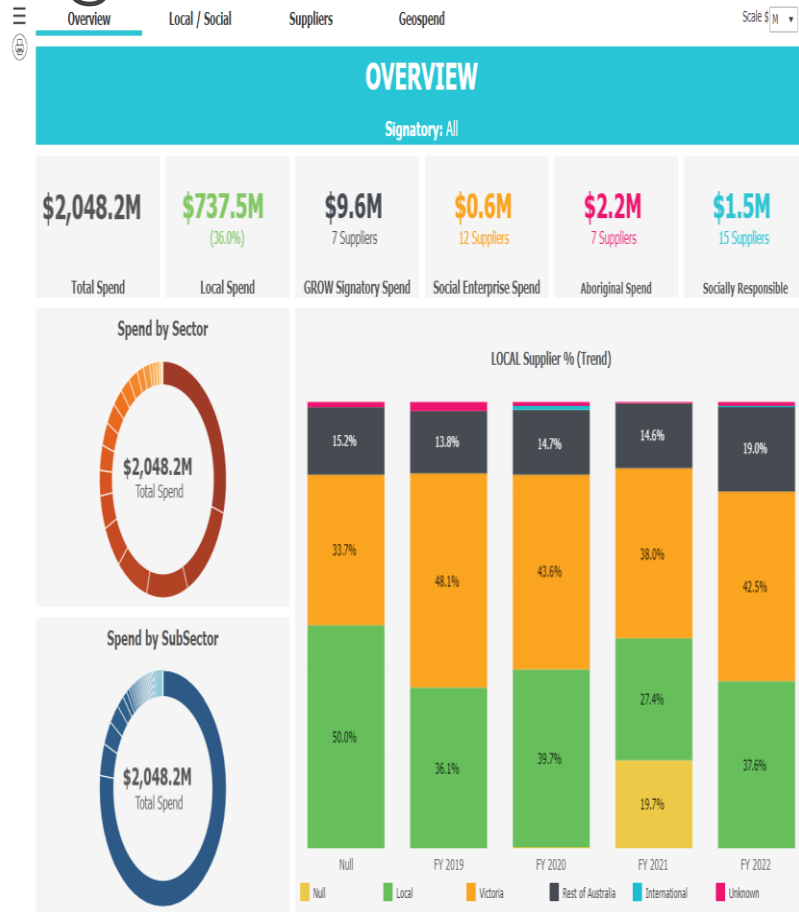 Overview Local / Social Suppliers Geospend Scale $ M
OVERVIEW
Signatory: All
$2,048.2M $737.5M $9.6M $0.6M $2.2M $1.5M
(36.0%) 7 Suppliers 12 Suppliers 7 Suppliers 15 Suppliers
Total Spend Local Spend GROW Signatory Spend Social Enterprise Spend Aboriginal Spend Socially Responsible
Spend by Sector
$2,048.2M
Total Spend
Spend by SubSector
$2,048.2M
Total Spend
LOCAL Supplier % (Trend)
15.2% 13.8% 14.7% 14.6% 19.0%
33.7% 48.1% 43.6% 38.0% 42.5%
50.0% 36.1% 39.7% 27.4% 37.6%
19.7%
Null FY 2019 FY 2020 FY 2021 FY 2022
Null Local Victoria Rest of Australia International Unknown